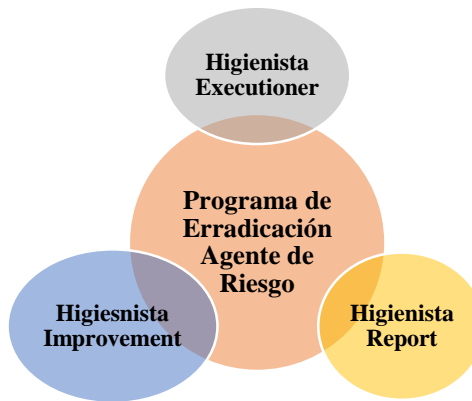 Higienista
Executioner
Programa de
Erradicación
Agente de
Riesgo
Higiesnista
Improvement
Higienista
Report